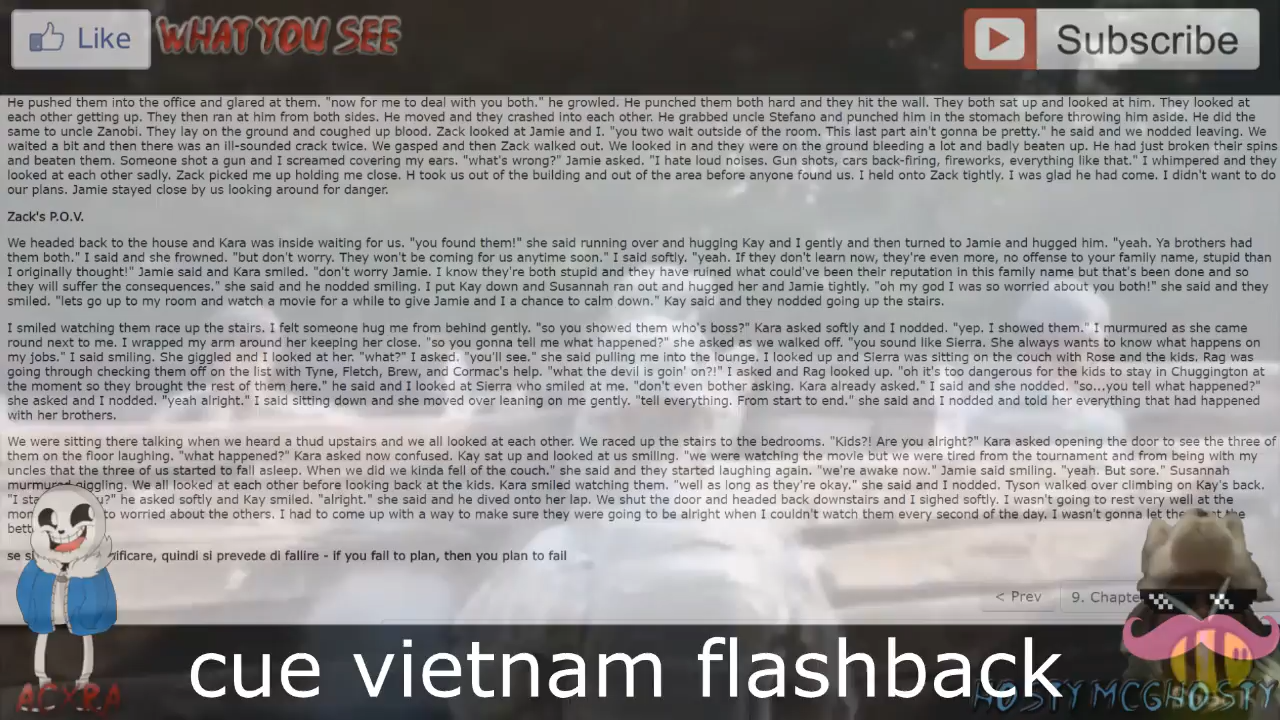 Like
WHAT YOU SEE
Subscribe
He pushed them into the office and glared at them. "now for me to deal with you both." he growled. He punched them both hard and they hit the wall. They both sat up and looked at him. They looked at
each other getting up. They then ran at him from both sides. He moved and they crashed into each other. He grabbed uncle Stefano and punched him in the stomach before throwing him aside. He did the
same to uncle Zanobi. They lay on the ground and coughed up blood. Zack looked at Jamie and I. "you two wait outside of the room. This last part ain't gonna be pretty." he said and we nodded leaving. We
waited a bit and then there was an ill-sounded crack twice. We gasped and then Zack walked out. We looked in and they were on the ground bleeding a lot and badly beaten up. He had just broken their spins
and beaten them. Someone shot a gun and I screamed covering my ears. "what's wrong?" Jamie asked. "I hate loud noises. Gun shots, cars back-firing, fireworks, everything like that." I whimpered and they
looked at each other sadly. Zack picked me up holding me close. H took us out of the building and out of the area before anyone found us. I held onto Zack tightly. I was glad he had come. I didn't want to do
our plans. Jamie stayed close by us looking around for danger.
Zack's P.O.V.
We headed back to the house and Kara was inside waiting for us. "you found them!" she said running over and hugging Kay and I gently and then turned to Jamie and hugged him. "yeah. Ya brothers had
them both." I said and she frowned. "but don't worry. They won't be coming for us anytime soon." I said softly. "yeah. If they don't learn now, they're even more, no offense to your family name, stupid than
I originally thought!" Jamie said and Kara smiled. "don't worry Jamie. I know they're both stupid and they have ruined what could've been their reputation in this family name but that's been done and so
they will suffer the consequences." she said and he nodded smiling. I put Kay down and Susannah ran out and hugged her and Jamie tightly. "oh my god I was so worried about you both!" she said and they
smiled. "lets go up to my room and watch a movie for a while to give Jamie and I a chance to calm down." Kay said and they nodded going up the stairs.
I smiled watching them race up the stairs. I felt someone hug me from behind gently. "so you showed them who's boss?" Kara asked softly and I nodded. "yep. I showed them." I murmured as she came
round next to me. I wrapped my arm around her keeping her close. "so you gonna tell me what happened?" she asked as we walked off. "you sound like Sierra. She always wants to know what happens on
my jobs." I said smiling. She giggled and I looked at her. "what?" I asked. "you'll see." she said pulling me into the lounge. I looked up and Sierra was sitting on the couch with Rose and the kids. Rag was
going through checking them off on the list with Tyne, Fletch, Brew, and Cormac's help. "what the devil is goin' on?!" I asked and Rag looked up. "oh it's too dangerous for the kids to stay in Chuggington at
the moment so they brought the rest of them here." he said and I looked at Sierra who smiled at me. "don't even bother asking. Kara already asked." I said and she nodded. "so...you tell what happened?"
she asked and I nodded. "yeah alright." I said sitting down and she moved over leaning on me gently. "tell everything. From start to end." she said and I nodded and told her everything that had happened
with her brothers.
We were sitting there talking when we heard a thud upstairs and we all looked at each other. We raced up the stairs to the bedrooms. "Kids?! Are you alright?" Kara asked opening the door to see the three of
them on the floor laughing. "what happened?" Kara asked now confused. Kay sat up and looked at us smiling. "we were watching the movie but we were tired from the tournament and from being with my
uncles that the three of us started to fall asleep. When we did we kinda fell of the couch." she said and they started laughing again. "we're awake now." Jamie said smiling. "yeah. But sore." Susannah
murmured giggling. We all looked at each other before looking back at the kids. Kara smiled watching them. "well as long as they're okay." she said and I nodded. Tyson walked over climbing on Kay's back.
"I sta u?" he asked softly and Kay smiled. "alright." she said and he dived onto her lap. We shut the door and headed back downstairs and I sighed softly. I wasn't going to rest very well at the
mom to worried about the others. I had to come up with a way to make sure they were going to be alright when I couldn't watch them every second of the day. I wasn't gonna let the the
bett
se s ificare, quindi si prevede di fallire - if you fail to plan, then you plan to fail
< Prev
9. Chapte
cue vietnam flashback
ACYRA
HOSTY MCGHOSTY